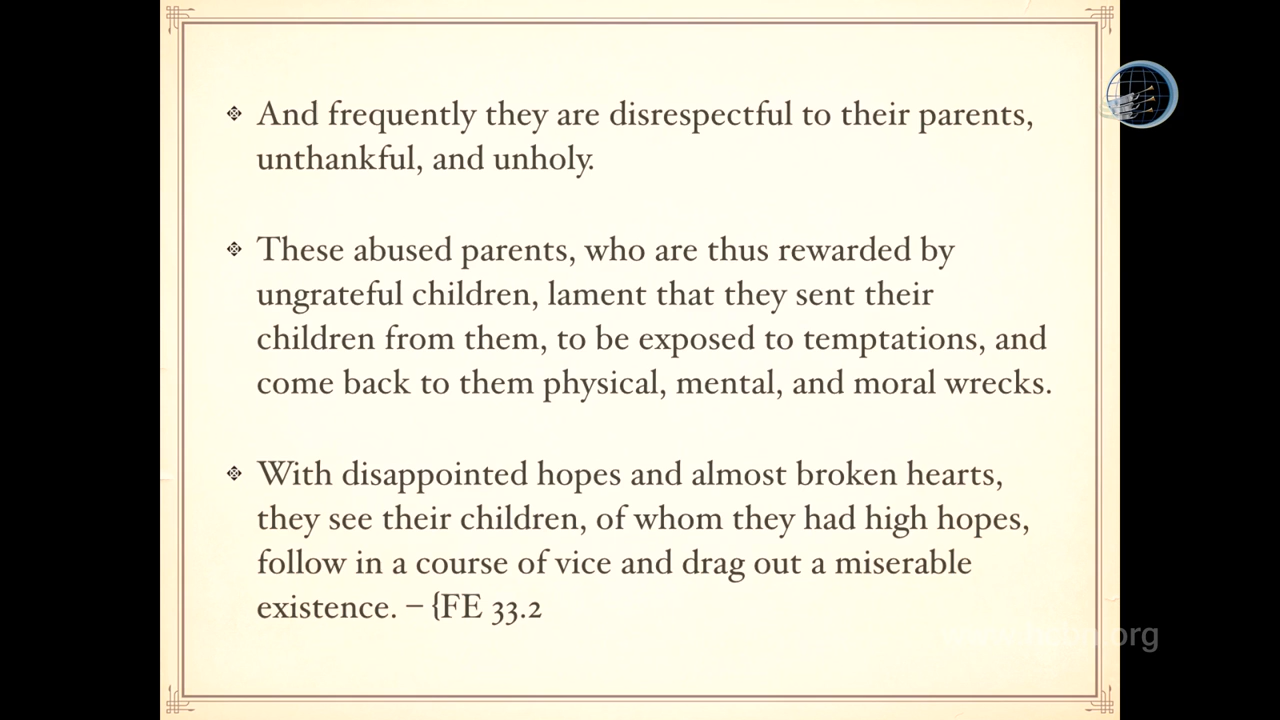 And frequently they are disrespectful to their parents,
unthankful, and unholy.
These abused parents, who are thus rewarded by
ungrateful children, lament that they sent their
children from them, to be exposed to temptations, and
come back to them physical, mental, and moral wrecks.
With disappointed hopes and almost broken hearts,
they see their children, of whom they had high hopes,
follow in a course of vice and drag out a miserable
existence. – {FE 33.2